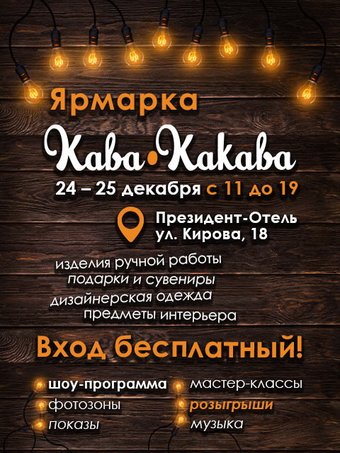 Ярмарка
Кава•Какава
24 – 25 декабря с 11 до 19
Президент-Отель
ул. Кирова, 18
изделия ручной работы
подарки и сувениры
дизайнерская одежда
предметы интерьера
Вход бесплатный!
шоу-программа
мастер-классы
фотозоны
розыгрыши
показы
музыка